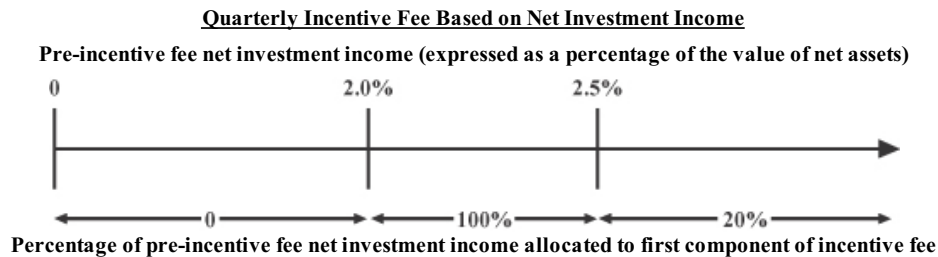 Quarterly Incentive Fee Based on Net Investment Income
Pre-incentive fee net investment income (expressed as a percentage of the value of net assets)
0 2.0% 2.5%
0 100% 20%
Percentage of pre-incentive fee net investment income allocated to first component of incentive fee